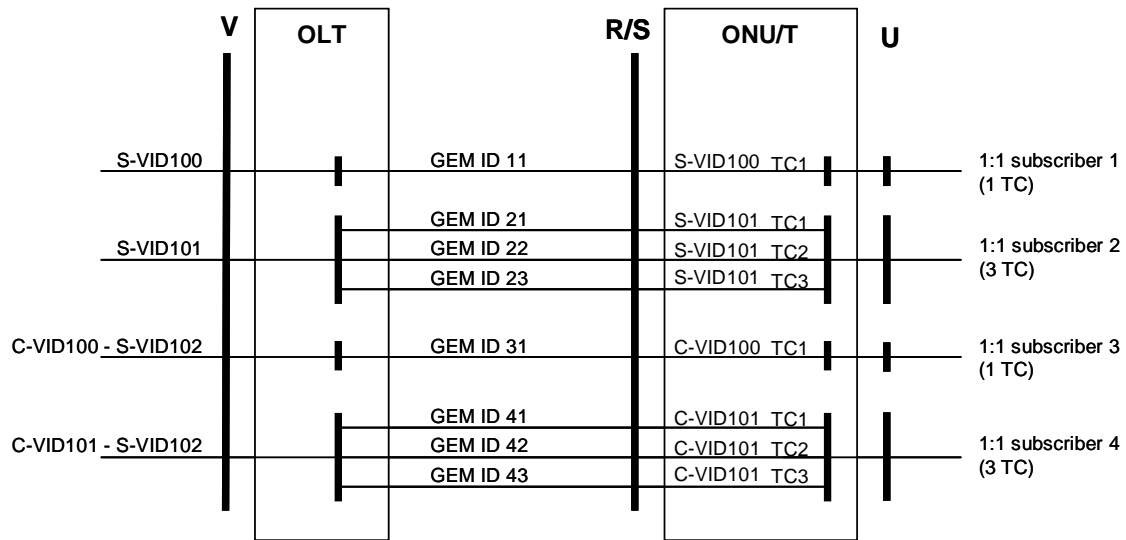 V OLT R/S ONU/T U
S-VID100 GEM ID 11 S-VID100 TC1 1:1 subscriber 1
(1 TC)
GEM ID 21 S-VID101 TC1
S-VID101 GEM ID 22 S-VID101 TC2 1:1 subscriber 2
(3 TC)
GEM ID 23 S-VID101 TC3
C-VID100 - S-VID102 GEM ID 31 C-VID100 TC1 1:1 subscriber 3
(1 TC)
GEM ID 41 C-VID101 TC1
C-VID101 - S-VID102 GEM ID 42 C-VID101 TC2 1:1 subscriber 4
(3 TC)
GEM ID 43 C-VID101 TC3